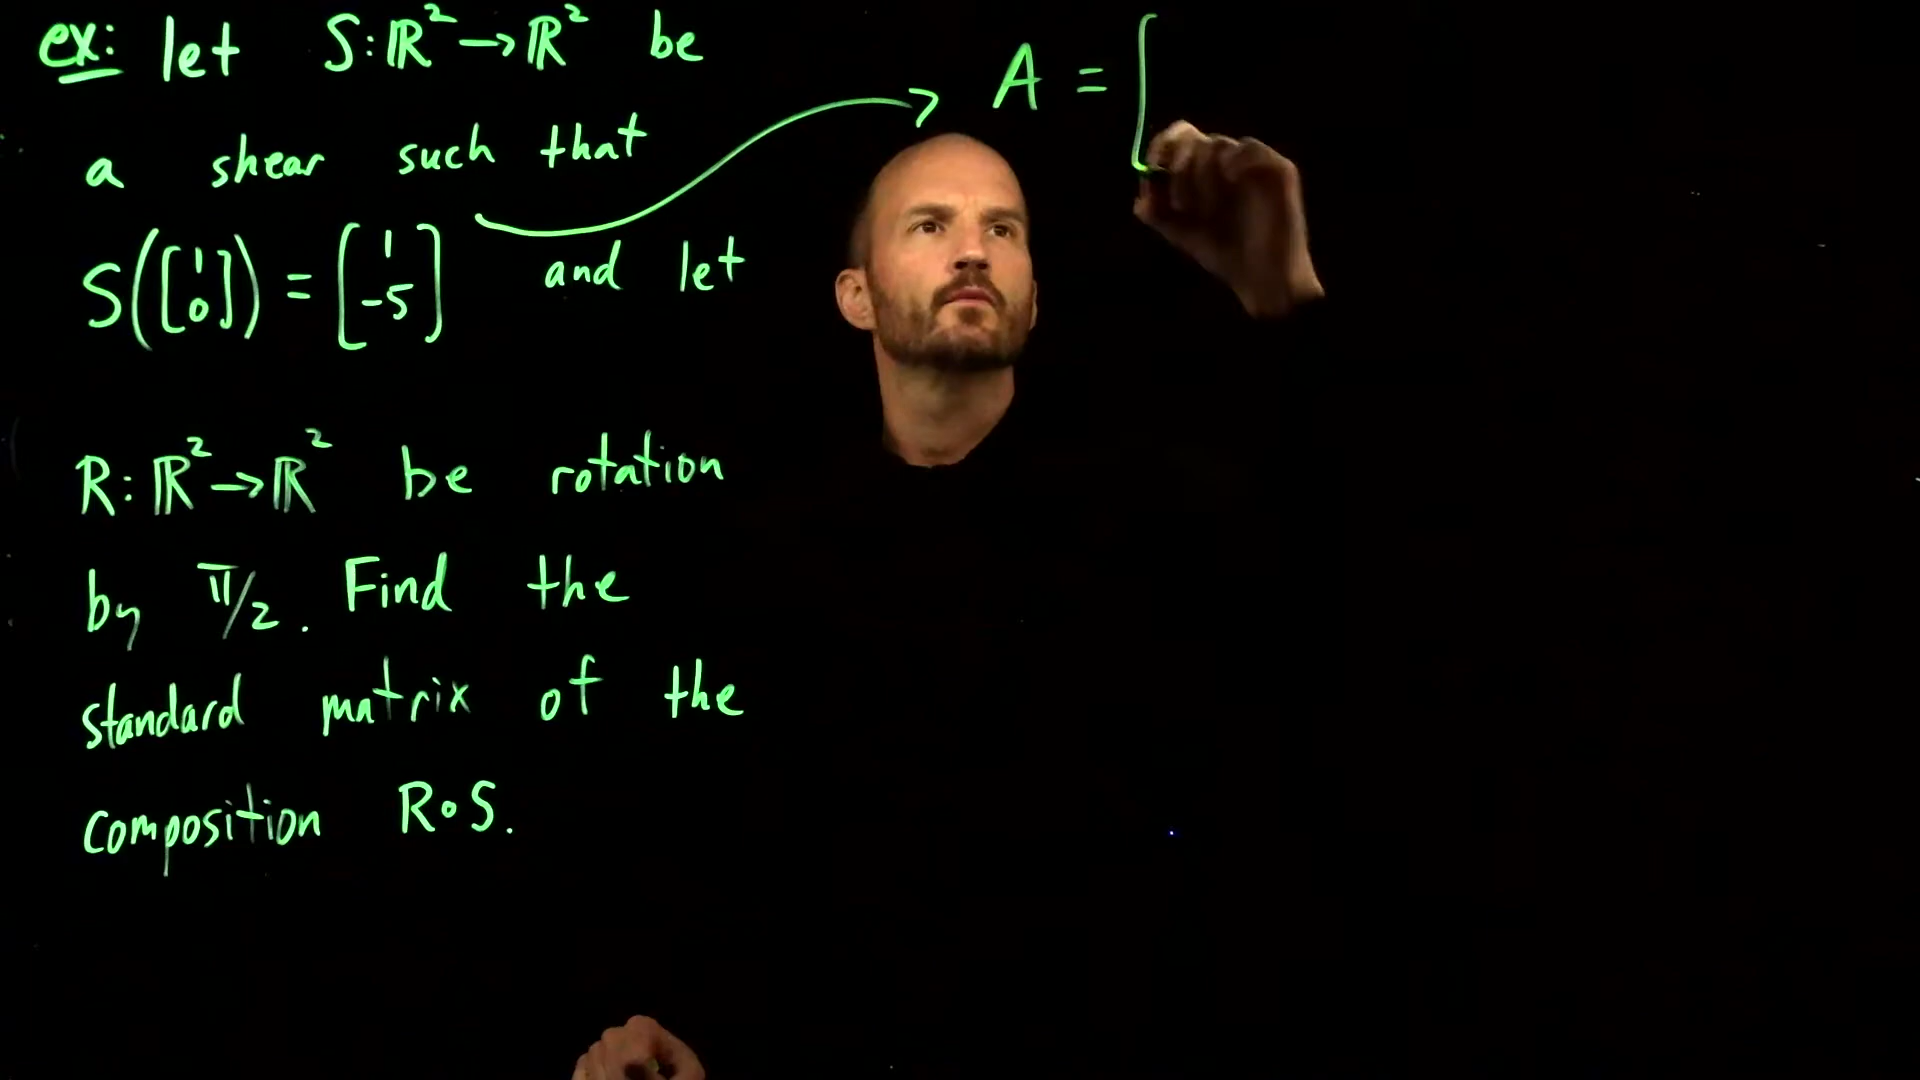 ex: let S: ℝ² → ℝ² be
a shear such that
S([1 0]) = [1 -5] and let
R: ℝ² → ℝ² be rotation
by π/2. Find the
standard matrix of the
composition R∘S.
A = [